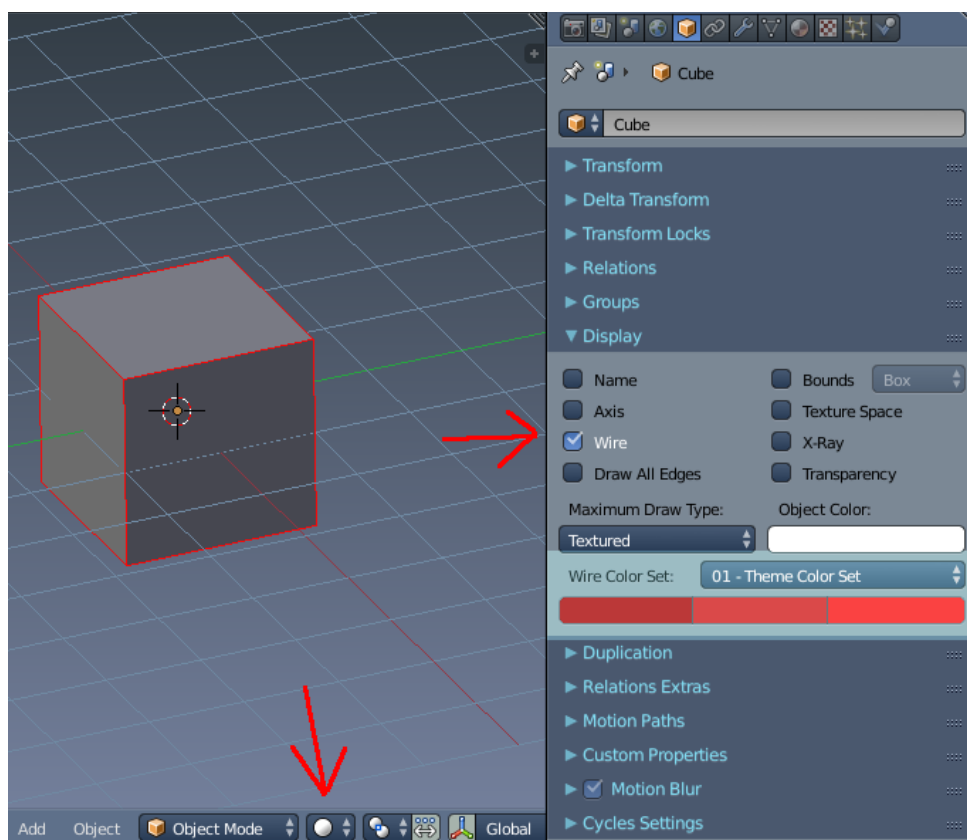 Cube
Cube
Transform
Delta Transform
Transform Locks
Relations
Groups
Display
Name
Bounds Box
Axis
Texture Space
Wire
X-Ray
Draw All Edges
Transparency
Maximum Draw Type: Object Color:
Textured
Wire Color Set: 01 - Theme Color Set
Duplication
Relations Extras
Motion Paths
Custom Properties
Motion Blur
Cycles Settings
Add Object Object Mode Global